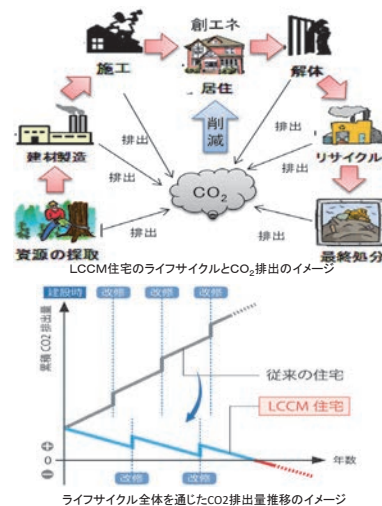 創エネ
施工
居住
解体
削減
排出
排出
建材製造
排出
リサイクル
排出
CO₂
排出
排出
資源の採取
最終処分
LCCM住宅のライフサイクルとCO₂排出のイメージ
建設時
改修
改修
改修
累積CO2排出量
従来の住宅
LCCM 住宅
⊕
0
⊖
年数
改修
改修
ライフサイクル全体を通じたCO2排出量推移のイメージ